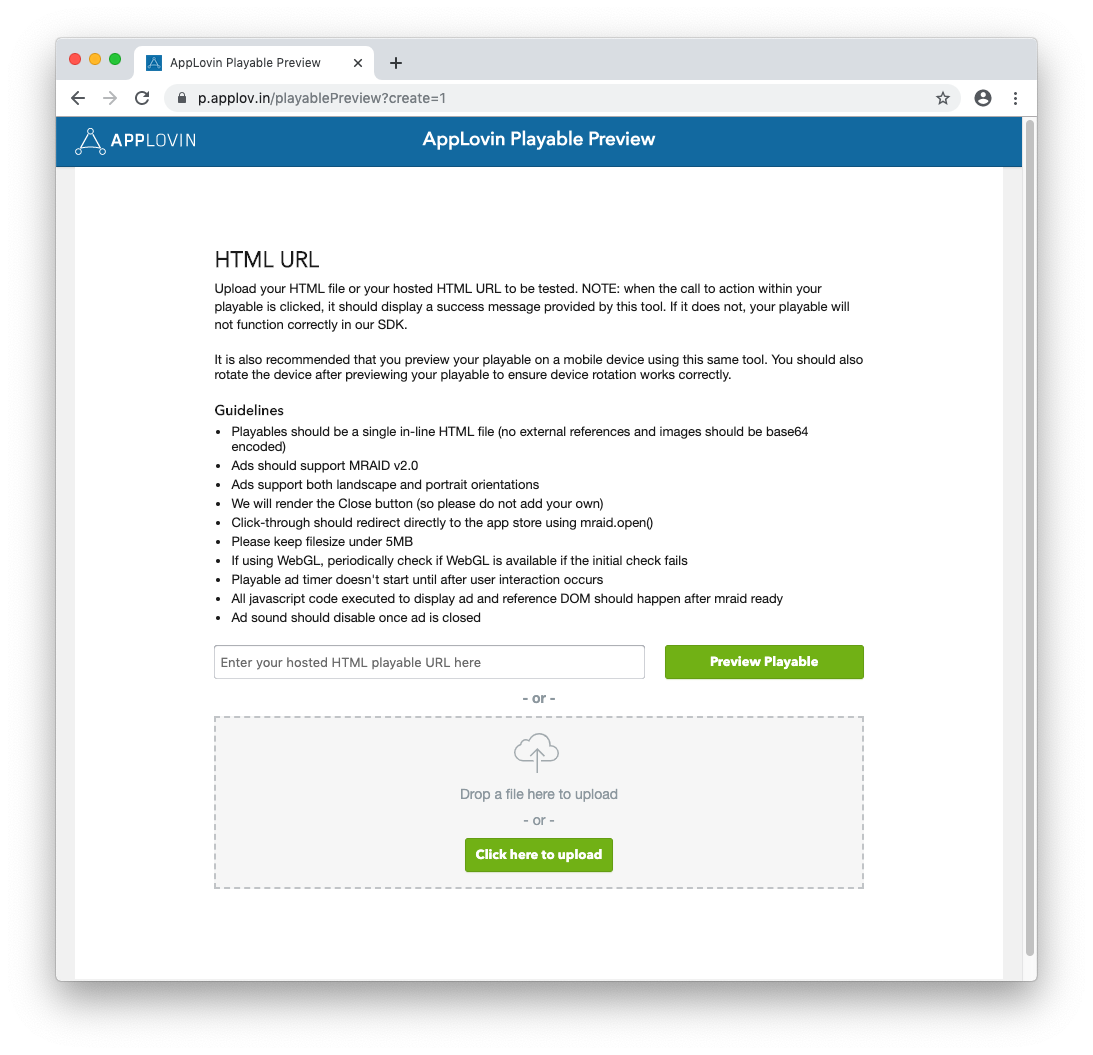 AppLovin Playable Preview
p.applov.in/playablePreview?create=1
APPLOVIN
AppLovin Playable Preview
HTML URL
Upload your HTML file or your hosted HTML URL to be tested. NOTE: when the call to action within your
playable is clicked, it should display a success message provided by this tool. If it does not, your playable will
not function correctly in our SDK.
It is also recommended that you preview your playable on a mobile device using this same tool. You should also
rotate the device after previewing your playable to ensure device rotation works correctly.
Guidelines
• Playables should be a single in-line HTML file (no external references and images should be base64
encoded)
• Ads should support MRAID v2.0
• Ads support both landscape and portrait orientations
• We will render the Close button (so please do not add your own)
• Click-through should redirect directly to the app store using mraid.open()
• Please keep filesize under 5MB
• If using WebGL, periodically check if WebGL is available if the initial check fails
• Playable ad timer doesn't start until after user interaction occurs
• All javascript code executed to display ad and reference DOM should happen after mraid ready
• Ad sound should disable once ad is closed
Enter your hosted HTML playable URL here
Preview Playable
- or -
Drop a file here to upload
- or -
Click here to upload